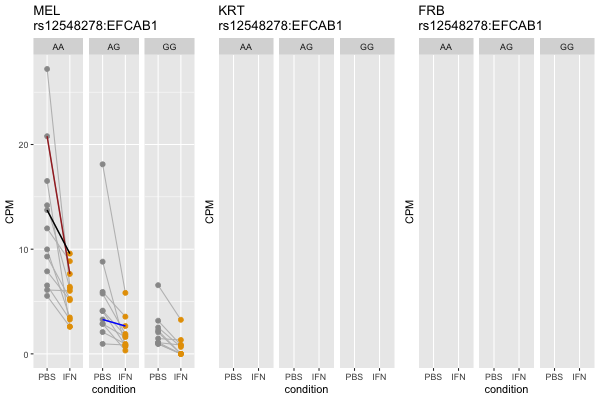 MEL
rs12548278:EFCAB1
KRT
rs12548278:EFCAB1
FRB
rs12548278:EFCAB1
AA AG GG
AA AG GG
AA AG GG
20
10
0
CPM
CPM
CPM
PBS IFN PBS IFN PBS IFN
PBS IFN PBS IFN PBS IFN
PBS IFN PBS IFN PBS IFN
condition
condition
condition